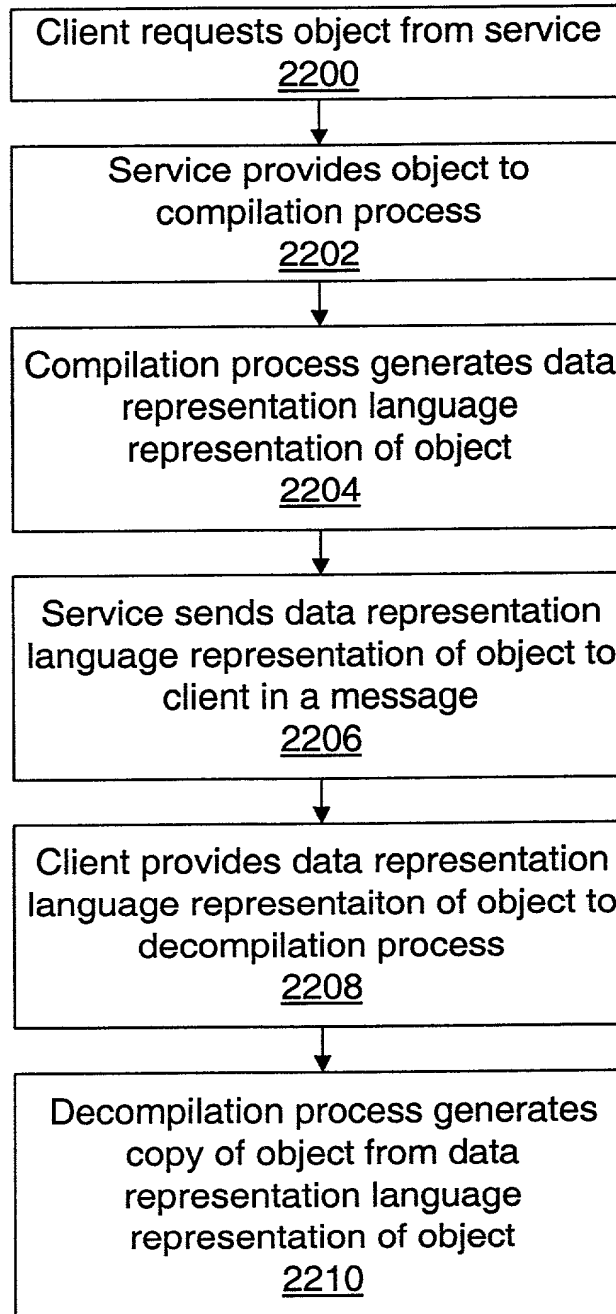 Client requests object from service
2200
Service provides object to
compilation process
2202
Compilation process generates data
representation language
representation of object
2204
Service sends data representation
language representation of object to
client in a message
2206
Client provides data representation
language representaiton of object to
decompilation process
2208
Decompilation process generates
copy of object from data
representation language
representation of object
2210